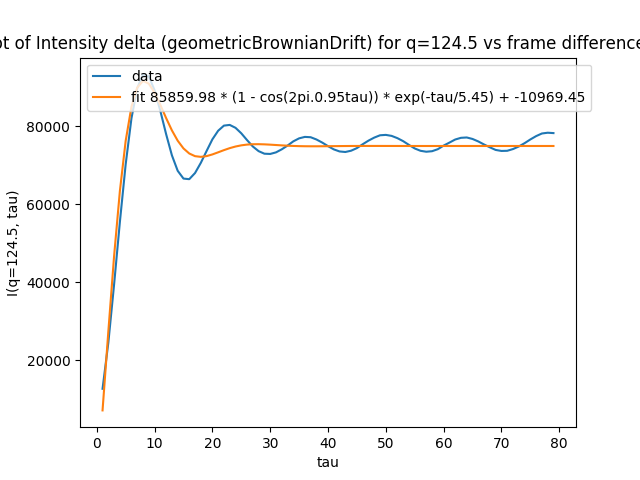 ot of Intensity delta (geometricBrownianDrift) for q=124.5 vs frame difference
data
fit 85859.98 * (1 - cos(2pi.0.95tau)) * exp(-tau/5.45) + -10969.45
80000
60000
40000
20000
I(q=124.5, tau)
0 10 20 30 40 50 60 70 80
tau